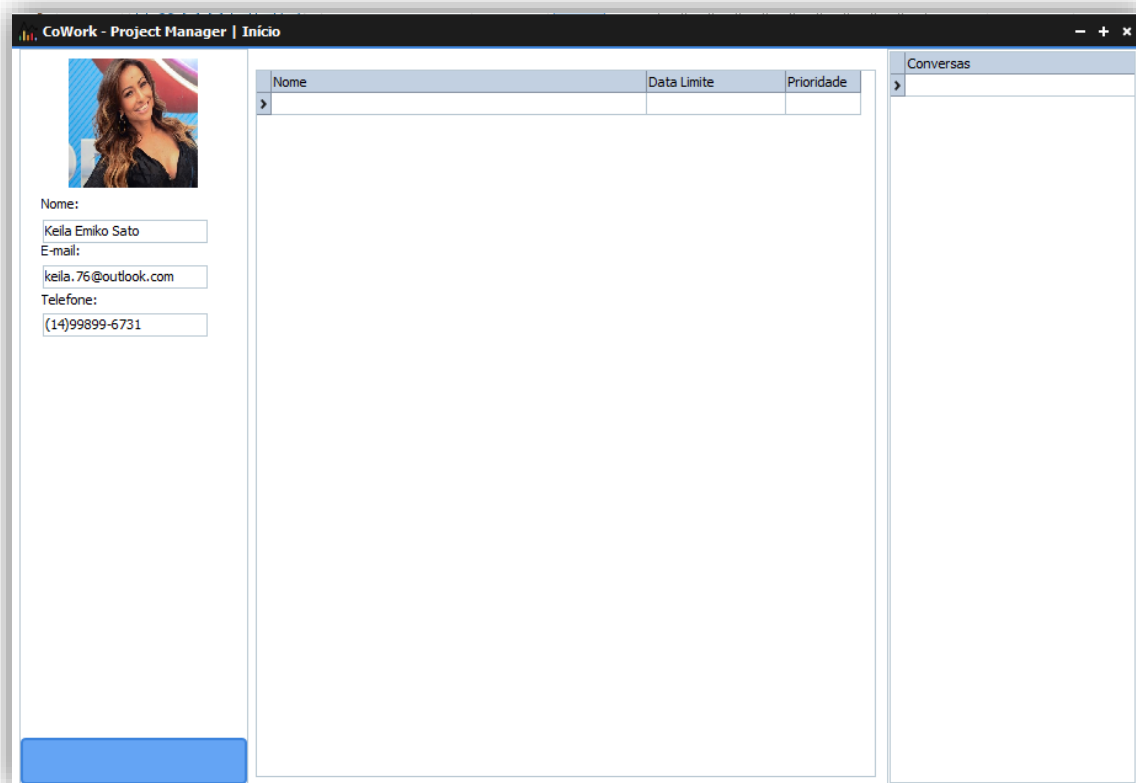 CoWork - Project Manager | Início
Nome:
Keila Emiko Sato
E-mail:
keila.76@outlook.com
Telefone:
(14)99899-6731
Nome Data Limite Prioridade
Conversas